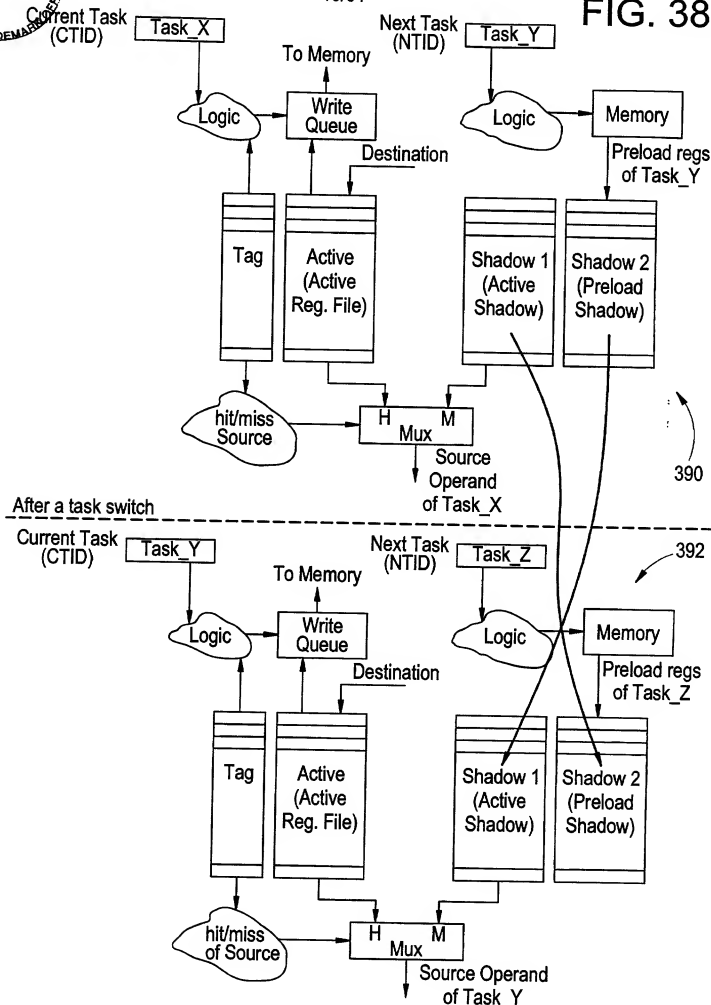 FIG. 38
Current Task
(CTID)
Task_X
Next Task
(NTID)
Task_Y
To Memory
Logic
Write
Queue
Logic
Memory
Destination
Preload regs
of Task_Y
Tag
Active
(Active
Reg. File)
Shadow 1
(Active
Shadow)
Shadow 2
(Preload
Shadow)
hit/miss
Source
H
M
Mux
Source
Operand
of Task_X
390
After a task switch
Current Task
(CTID)
Task_Y
Next Task
(NTID)
Task_Z
392
To Memory
Logic
Write
Queue
Logic
Memory
Destination
Preload regs
of Task_Z
Tag
Active
(Active
Reg. File)
Shadow 1
(Active
Shadow)
Shadow 2
(Preload
Shadow)
hit/miss
of Source
H
M
Mux
Source Operand
of Task_Y